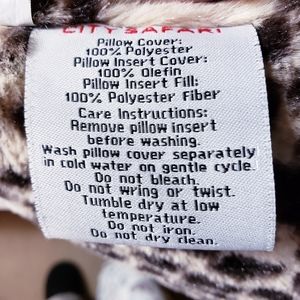 CITY SAFARI
Pillow Cover:
100% Polyester
Pillow Insert Cover:
100% Olefin
Pillow Insert Fill:
100% Polyester Fiber
Care Instructions:
Remove pillow insert
before washing.
Wash pillow cover separately
in cold water on gentle cycle.
Do not bleach.
Do not wring or twist.
Tumble dry at low
temperature.
Do not iron.
Do not dry clean.